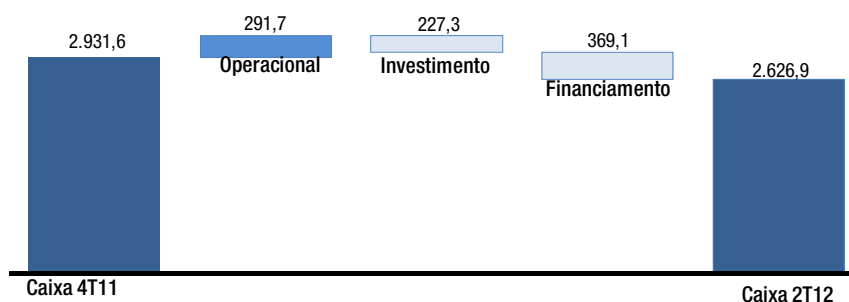 2.931,6
291,7
Operacional
227,3
Investimento
369,1
Financiamento
2.626,9
Caixa 4T11
Caixa 2T12